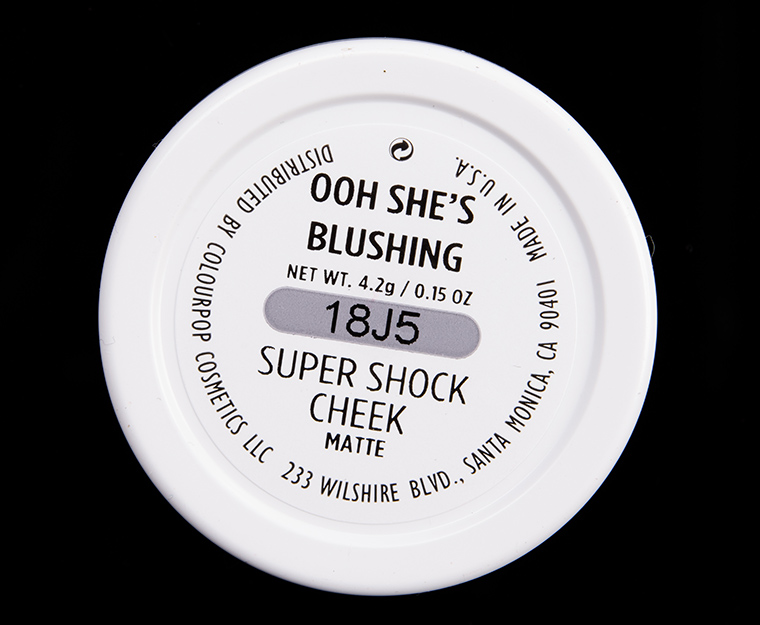 OOH SHE'S
BLUSHING
NET WT. 4.2g / 0.15 OZ
18J5
SUPER SHOCK
CHEEK
MATTE
DISTRIBUTED BY COLOURPOP COSMETICS LLC 233 WILSHIRE BLVD., SANTA MONICA, CA 90401 MADE IN U.S.A.